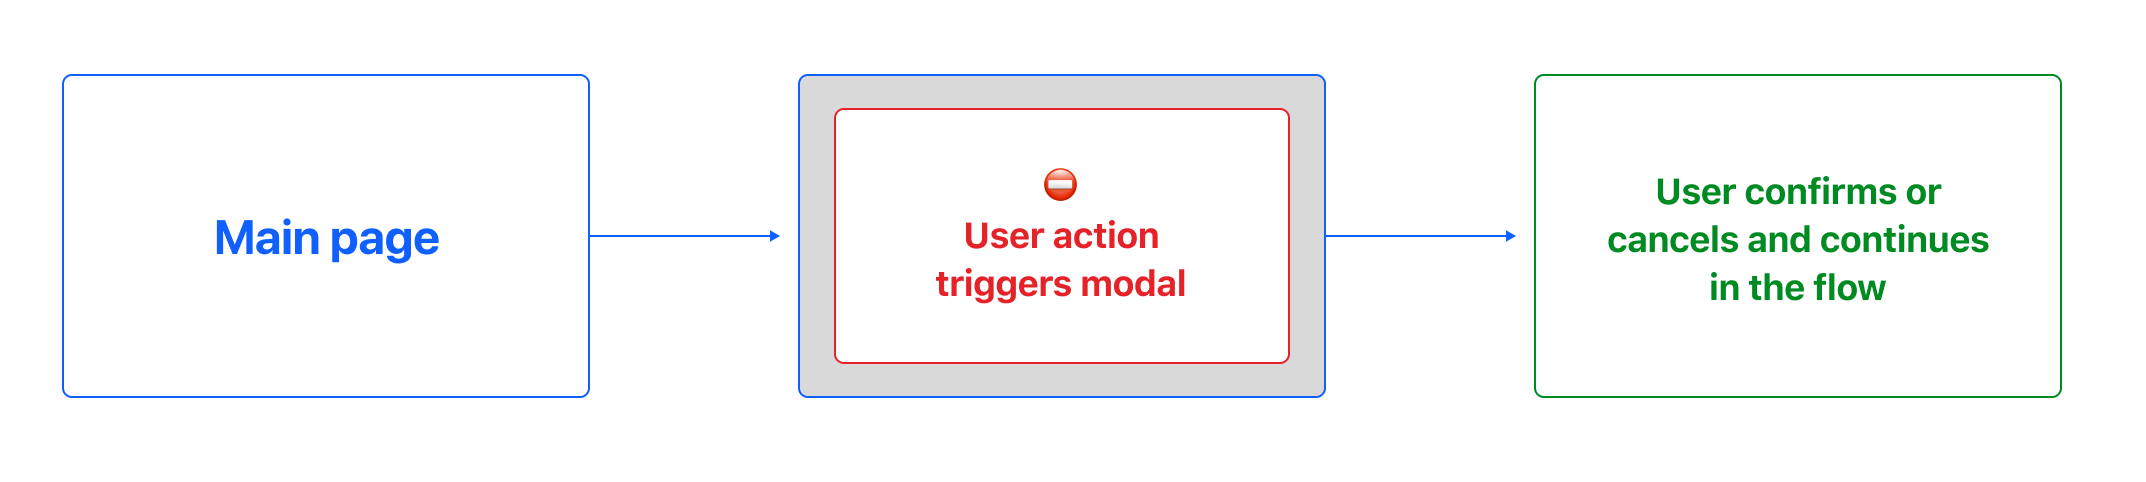 Main page
User action
triggers modal
User confirms or
cancels and continues
in the flow